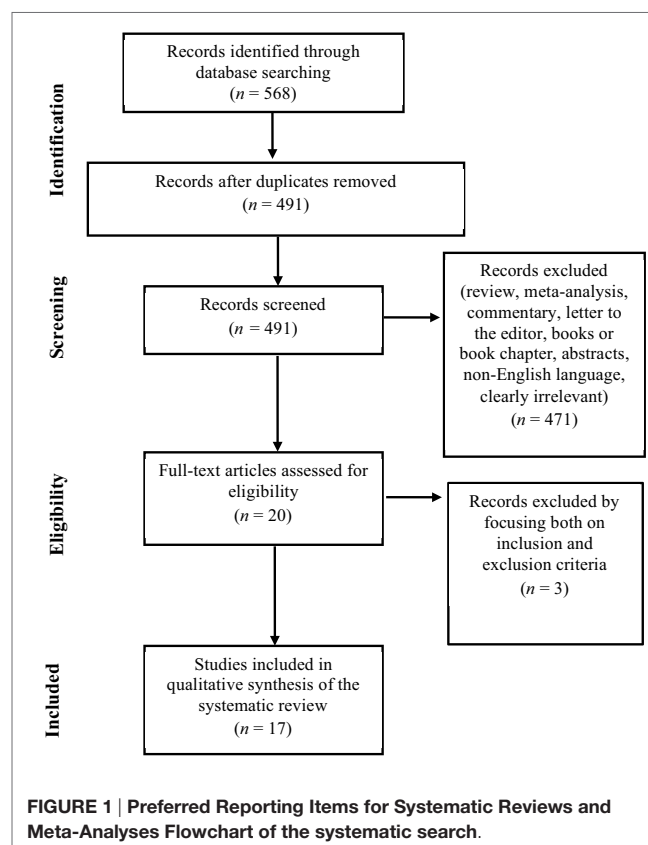 Identification
Records identified through
database searching
(n = 568)
Records after duplicates removed
(n = 491)
Screening
Records screened
(n = 491)
Records excluded
(review, meta-analysis,
commentary, letter to
the editor, books or
book chapter, abstracts,
non-English language,
clearly irrelevant)
(n = 471)
Eligibility
Full-text articles assessed for
eligibility
(n = 20)
Records excluded by
focusing both on
inclusion and
exclusion criteria
(n = 3)
Included
Studies included in
qualitative synthesis of the
systematic review
(n = 17)
FIGURE 1 | Preferred Reporting Items for Systematic Reviews and
Meta-Analyses Flowchart of the systematic search.